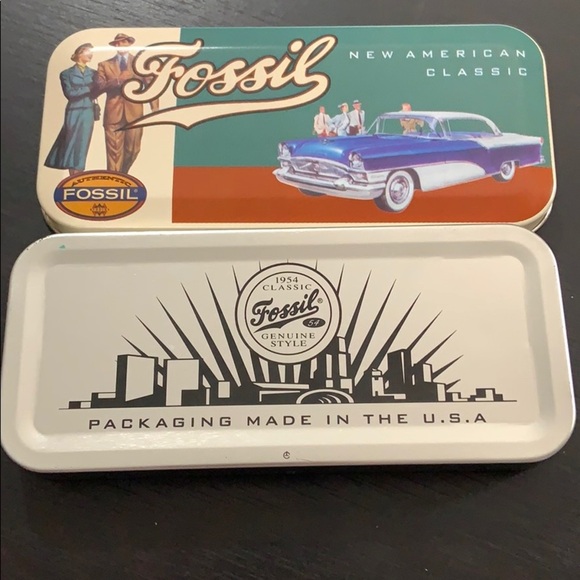 Fossil
NEW AMERICAN
CLASSIC
AUTHENTIC
FOSSIL
1954
CLASSIC
Fossil®
54
GENUINE
STYLE
PACKAGING MADE IN THE U.S.A